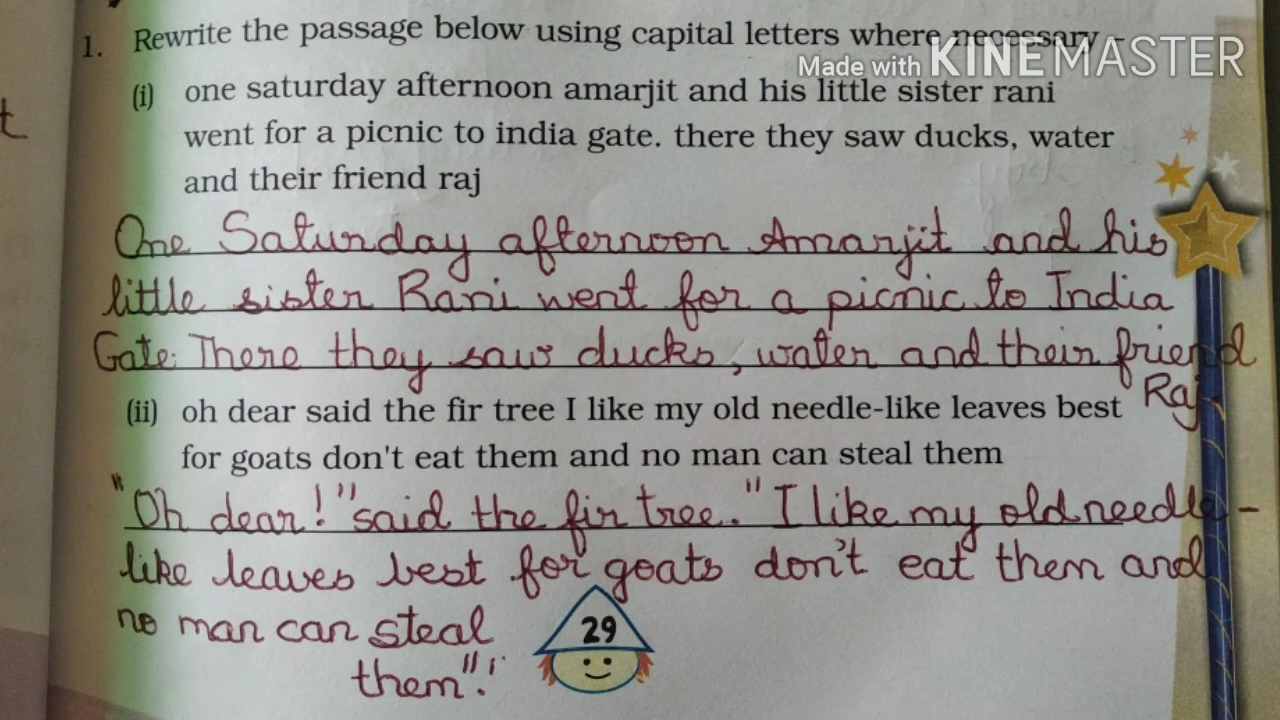 1. Rewrite the passage below using capital letters where necessary -
Made with KINEMASTER
(i) one saturday afternoon amarjit and his little sister rani
went for a picnic to india gate. there they saw ducks, water
and their friend raj
One Saturday afternoon Amarjit and his
little sister Rani went for a picnic to India
Gate. There they saw ducks, water and their friend
Raj.
(ii) oh dear said the fir tree I like my old needle-like leaves best
for goats don't eat them and no man can steal them
"Oh dear!" said the fir tree. "I like my old needle-
like leaves best for goats don't eat them and
no man can steal
them".
29